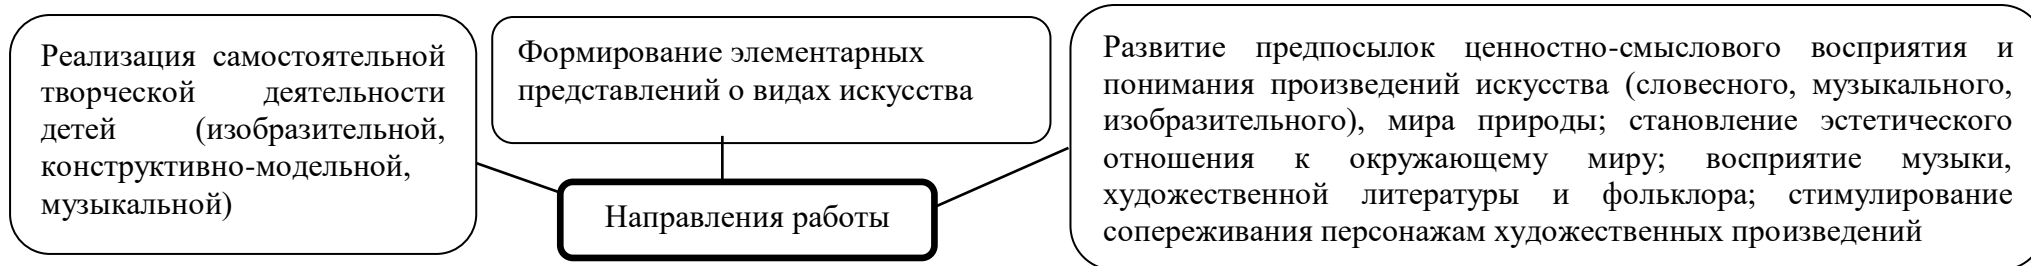 Реализация самостоятельной
творческой деятельности
детей (изобразительной,
конструктивно-модельной,
музыкальной)
Формирование элементарных
представлений о видах искусства
Развитие предпосылок ценностно-смыслового восприятия и
понимания произведений искусства (словесного, музыкального,
изобразительного), мира природы; становление эстетического
отношения к окружающему миру; восприятие музыки,
художественной литературы и фольклора; стимулирование
сопереживания персонажам художественных произведений
Направления работы